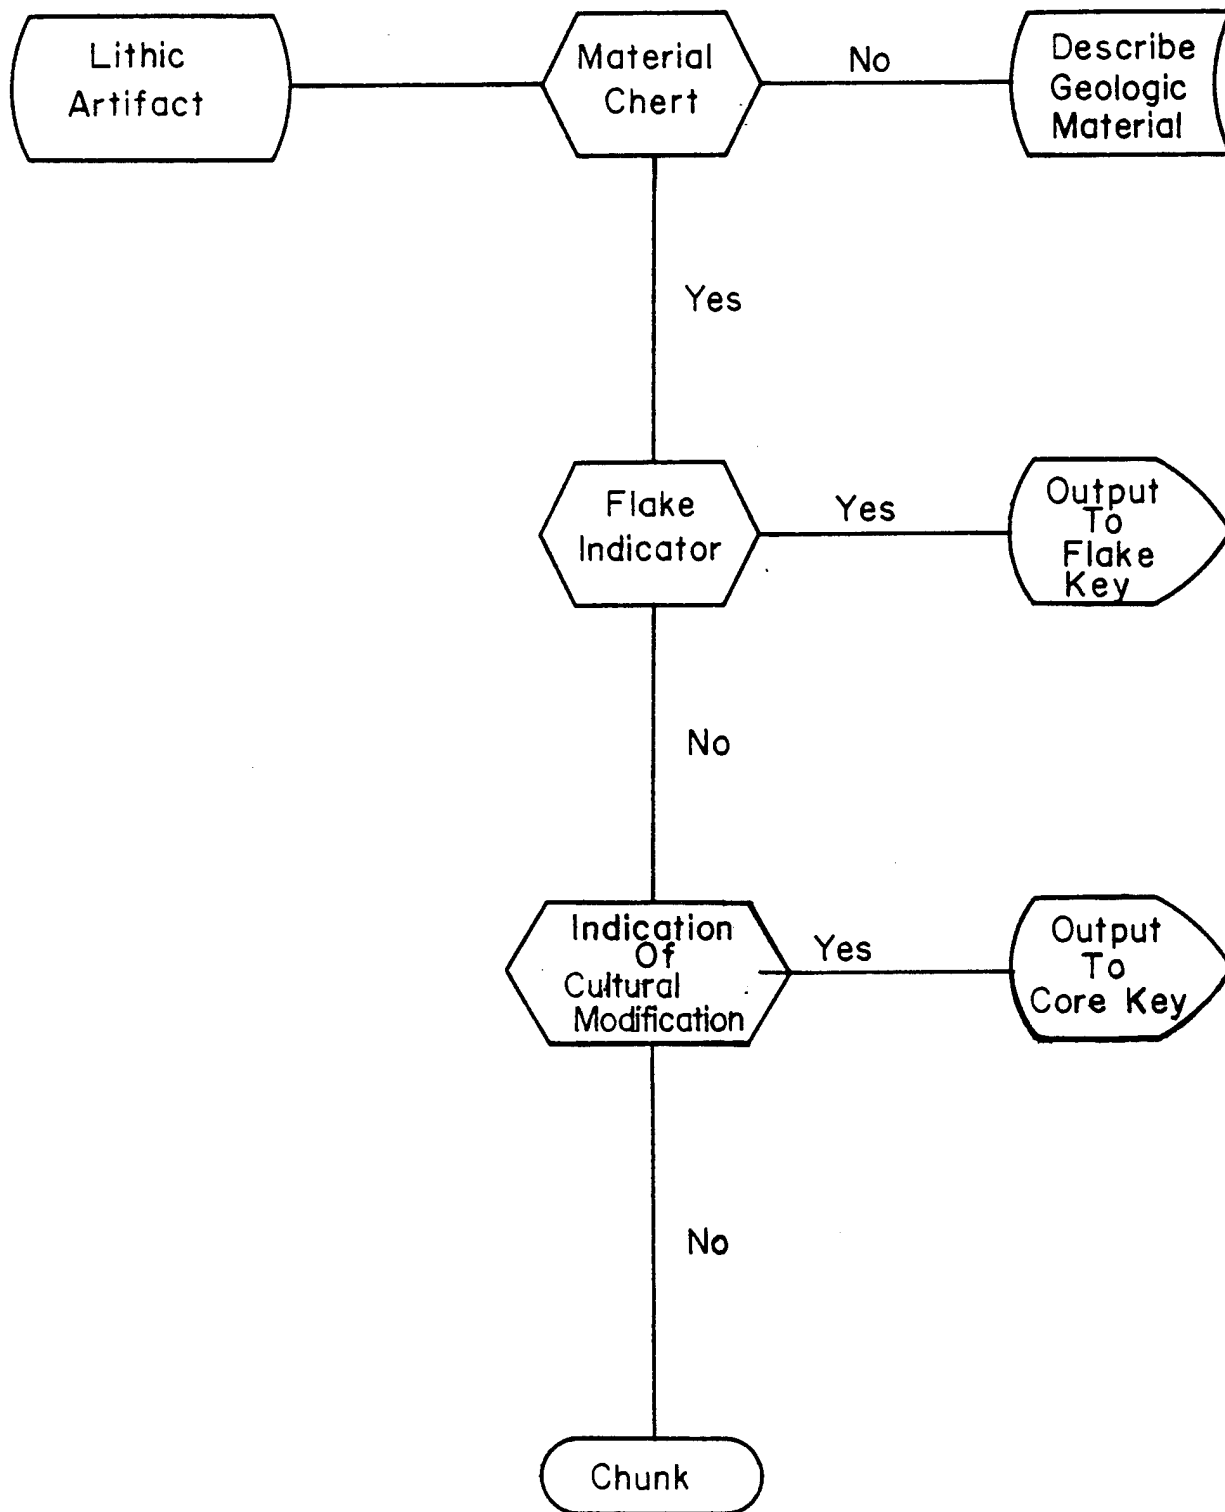 Lithic
Artifact
Material
Chert
No
Describe
Geologic
Material
Yes
Flake
Indicator
Yes
Output
To
Flake
Key
No
Indication
Of
Cultural
Modification
Yes
Output
To
Core Key
No
Chunk